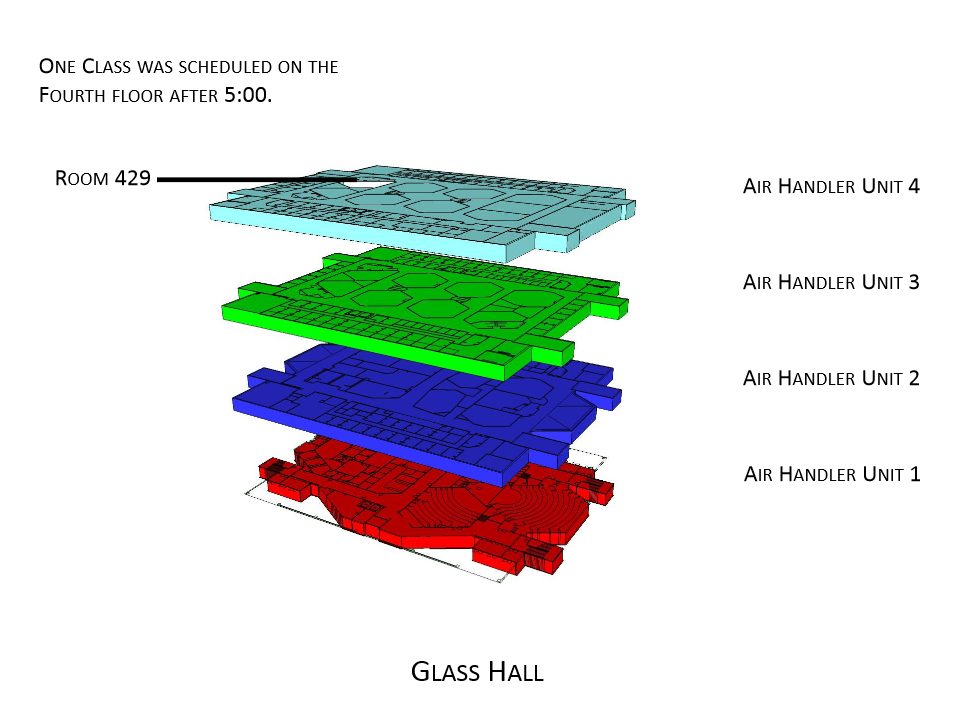 One Class was scheduled on the
Fourth floor after 5:00.
Room 429
Air Handler Unit 4
Air Handler Unit 3
Air Handler Unit 2
Air Handler Unit 1
Glass Hall